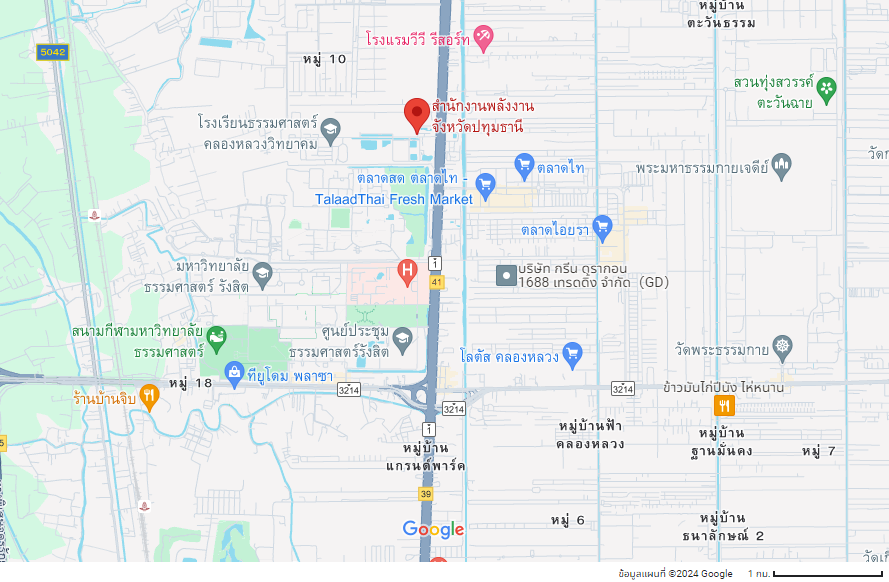 หมู่บ้าน
ตะวันธรรม
โรงแรมวีวี รีสอร์ท
5042
หมู่ 10
สวนทุ่งสวรรค์
ตะวันฉาย
สำนักงานพลังงาน
จังหวัดปทุมธานี
โรงเรียนธรรมศาสตร์
คลองหลวงวิทยาคม
ตลาดไท
พระมหาธรรมกายเจดีย์
ตลาดสด ตลาดไท -
TalaadThai Fresh Market
ตลาดไอยรา
1
H
มหาวิทยาลัย
ธรรมศาสตร์ รังสิต
41
บริษัท กรีน ดูรากอน
1688 เทรดดิ้ง จำกัด (GD)
สนามกีฬามหาวิทยาลัย
ธรรมศาสตร์
ศูนย์ประชุม
ธรรมศาสตร์รังสิต
โลตัส คลองหลวง
วัดพระธรรมกาย
ทียูโดม พลาซา
หมู่ 18
3214
3214
ข้าวมันไก่ปีนัง ไห่หนาน
ร้านบ้านจิบ
3214
1
หมู่บ้านฟ้า
คลองหลวง
หมู่บ้าน
ฐานมั่นคง
หมู่บ้าน
แกรนด์พาร์ค
หมู่ 7
39
หมู่ 6
หมู่บ้าน
ธนาลักษณ์ 2
Google
ข้อมูลแผนที่ ©2024 Google
1 กม.